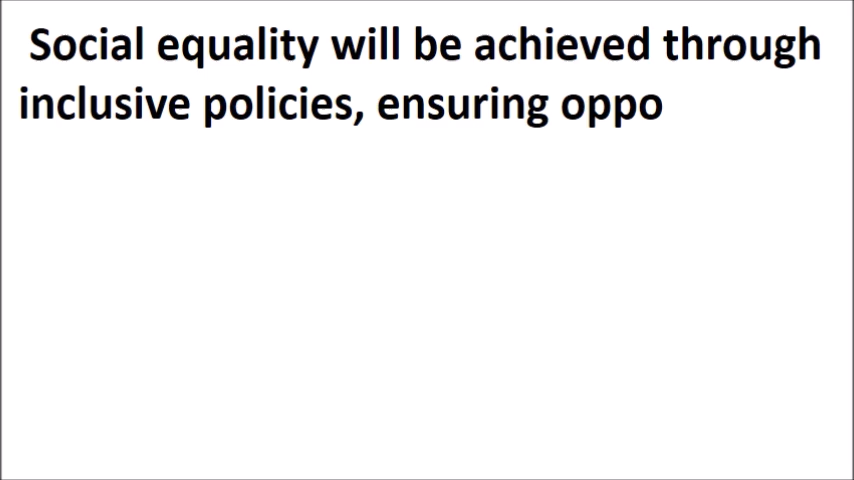 Social equality will be achieved through
inclusive policies, ensuring oppo